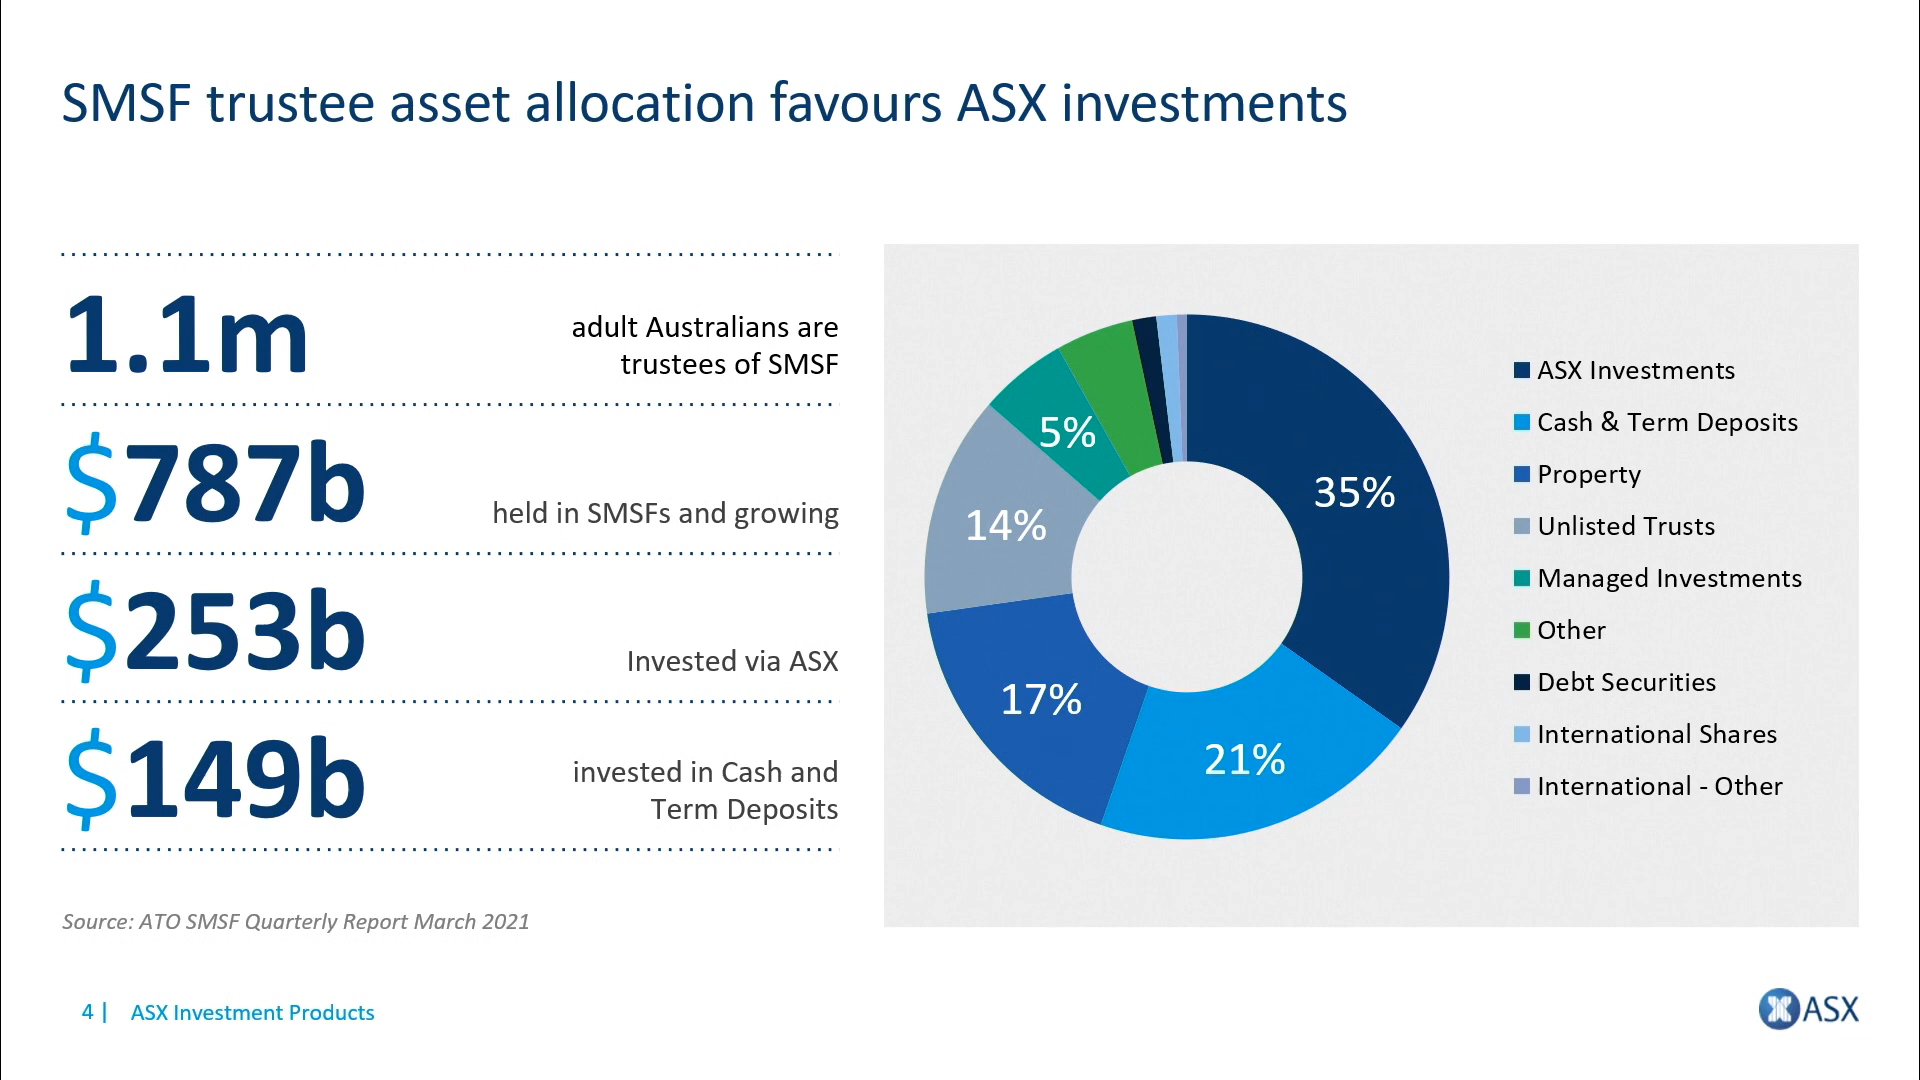 SMSF trustee asset allocation favours ASX investments
1.1m
adult Australians are
trustees of SMSF
$787b
held in SMSFs and growing
$253b
Invested via ASX
$149b
invested in Cash and
Term Deposits
Source: ATO SMSF Quarterly Report March 2021
35%
21%
17%
14%
5%
ASX Investments
Cash & Term Deposits
Property
Unlisted Trusts
Managed Investments
Other
Debt Securities
International Shares
International - Other
4 | ASX Investment Products
ASX